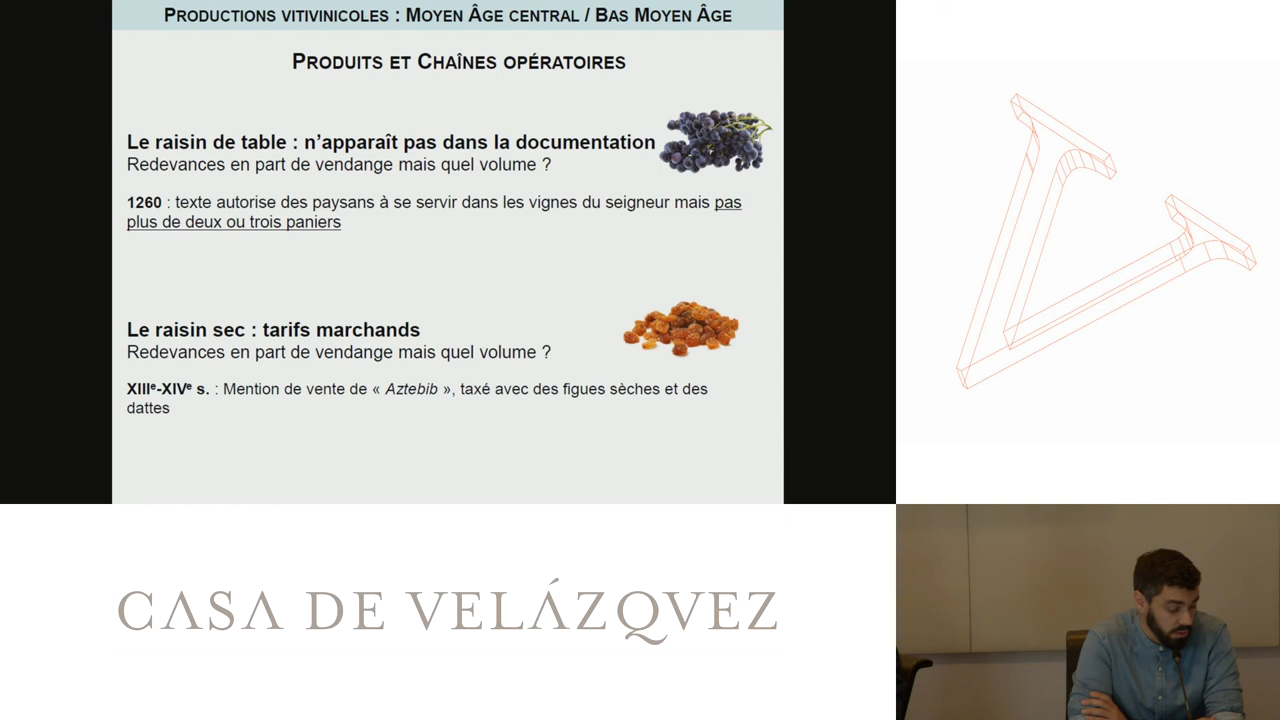 PRODUCTIONS VITIVINICOLES : MOYEN ÂGE CENTRAL / BAS MOYEN ÂGE
PRODUITS ET CHAÎNES OPÉRATOIRES
Le raisin de table : n'apparaît pas dans la documentation
Redevances en part de vendange mais quel volume ?
1260 : texte autorise des paysans à se servir dans les vignes du seigneur mais pas
plus de deux ou trois paniers
Le raisin sec : tarifs marchands
Redevances en part de vendange mais quel volume ?
XIIIᵉ-XIVᵉ s. : Mention de vente de « Aztebib », taxé avec des figues sèches et des
dattes
CASA DE VELÁZQVEZ